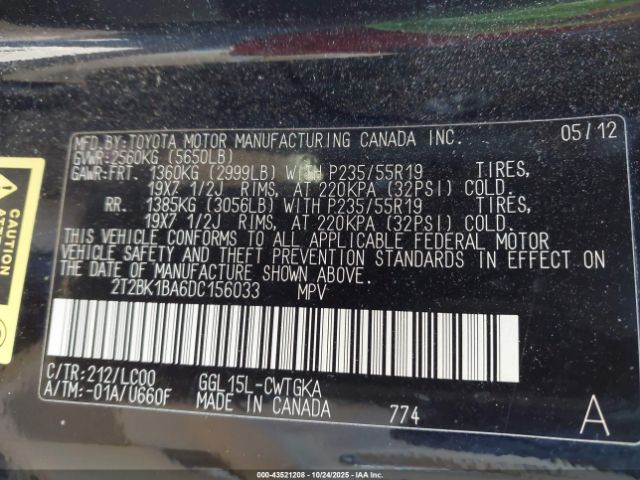 MFD. BY: TOYOTA MOTOR MANUFACTURING CANADA INC. 05/12
GVWR: 2560KG (5650LB)
GAWR: FRT. 1360KG (2999LB) WITH P235/55R19 TIRES,
19X7 1/2J RIMS, AT 220KPA (32PSI) COLD.
RR. 1385KG (3056LB) WITH P235/55R19 TIRES,
19X7 1/2J RIMS, AT 220KPA (32PSI) COLD.
THIS VEHICLE CONFORMS TO ALL APPLICABLE FEDERAL MOTOR
VEHICLE SAFETY AND THEFT PREVENTION STANDARDS IN EFFECT ON
THE DATE OF MANUFACTURE SHOWN ABOVE.
2T2BK1BA6DC156033 MPV
C/TR: 212/LC00 GGL15L-CWTGKA
A/TM: -01A/U660F MADE IN CANADA 774 A
CAUTION
000-43521208 - 10/24/2025 - IAAI.COM